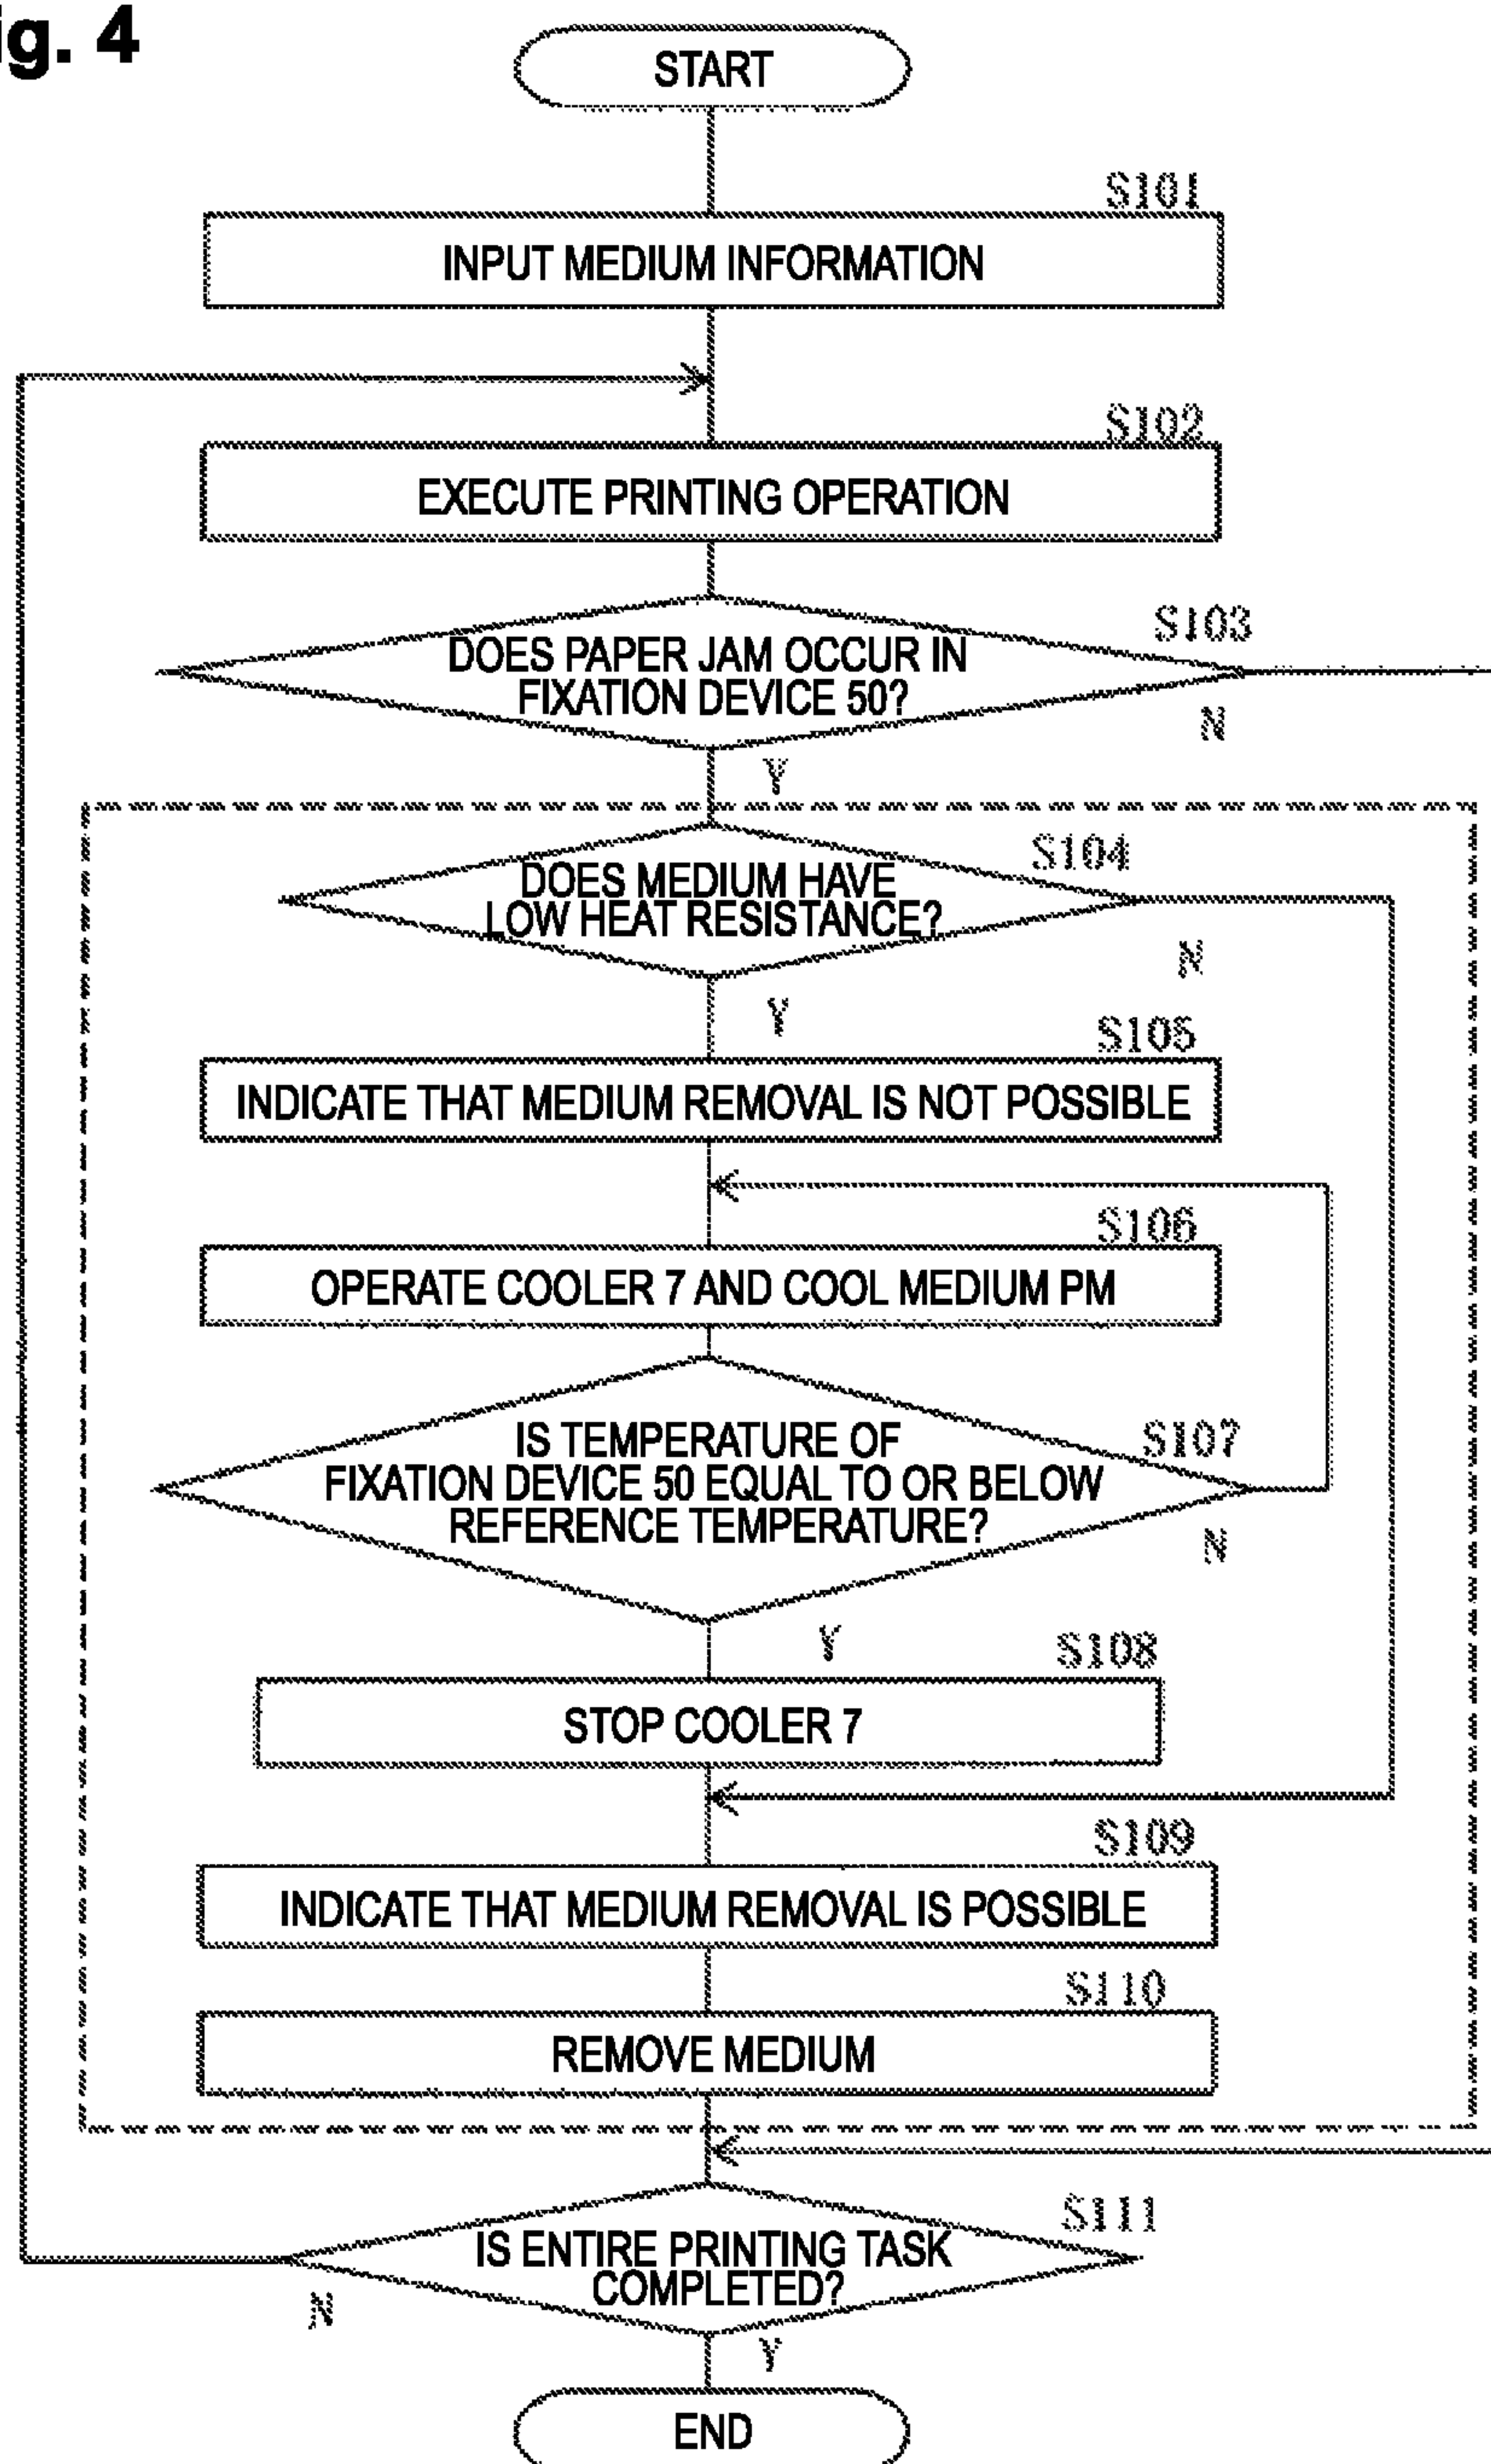 ig. 4
START
S101
INPUT MEDIUM INFORMATION
S102
EXECUTE PRINTING OPERATION
S103
DOES PAPER JAM OCCUR IN
FIXATION DEVICE 50?
N
Y
S104
DOES MEDIUM HAVE
LOW HEAT RESISTANCE?
N
Y
S105
INDICATE THAT MEDIUM REMOVAL IS NOT POSSIBLE
S106
OPERATE COOLER 7 AND COOL MEDIUM PM
S107
IS TEMPERATURE OF
FIXATION DEVICE 50 EQUAL TO OR BELOW
REFERENCE TEMPERATURE?
N
Y
S108
STOP COOLER 7
S109
INDICATE THAT MEDIUM REMOVAL IS POSSIBLE
S110
REMOVE MEDIUM
S111
IS ENTIRE PRINTING TASK
COMPLETED?
N
Y
END